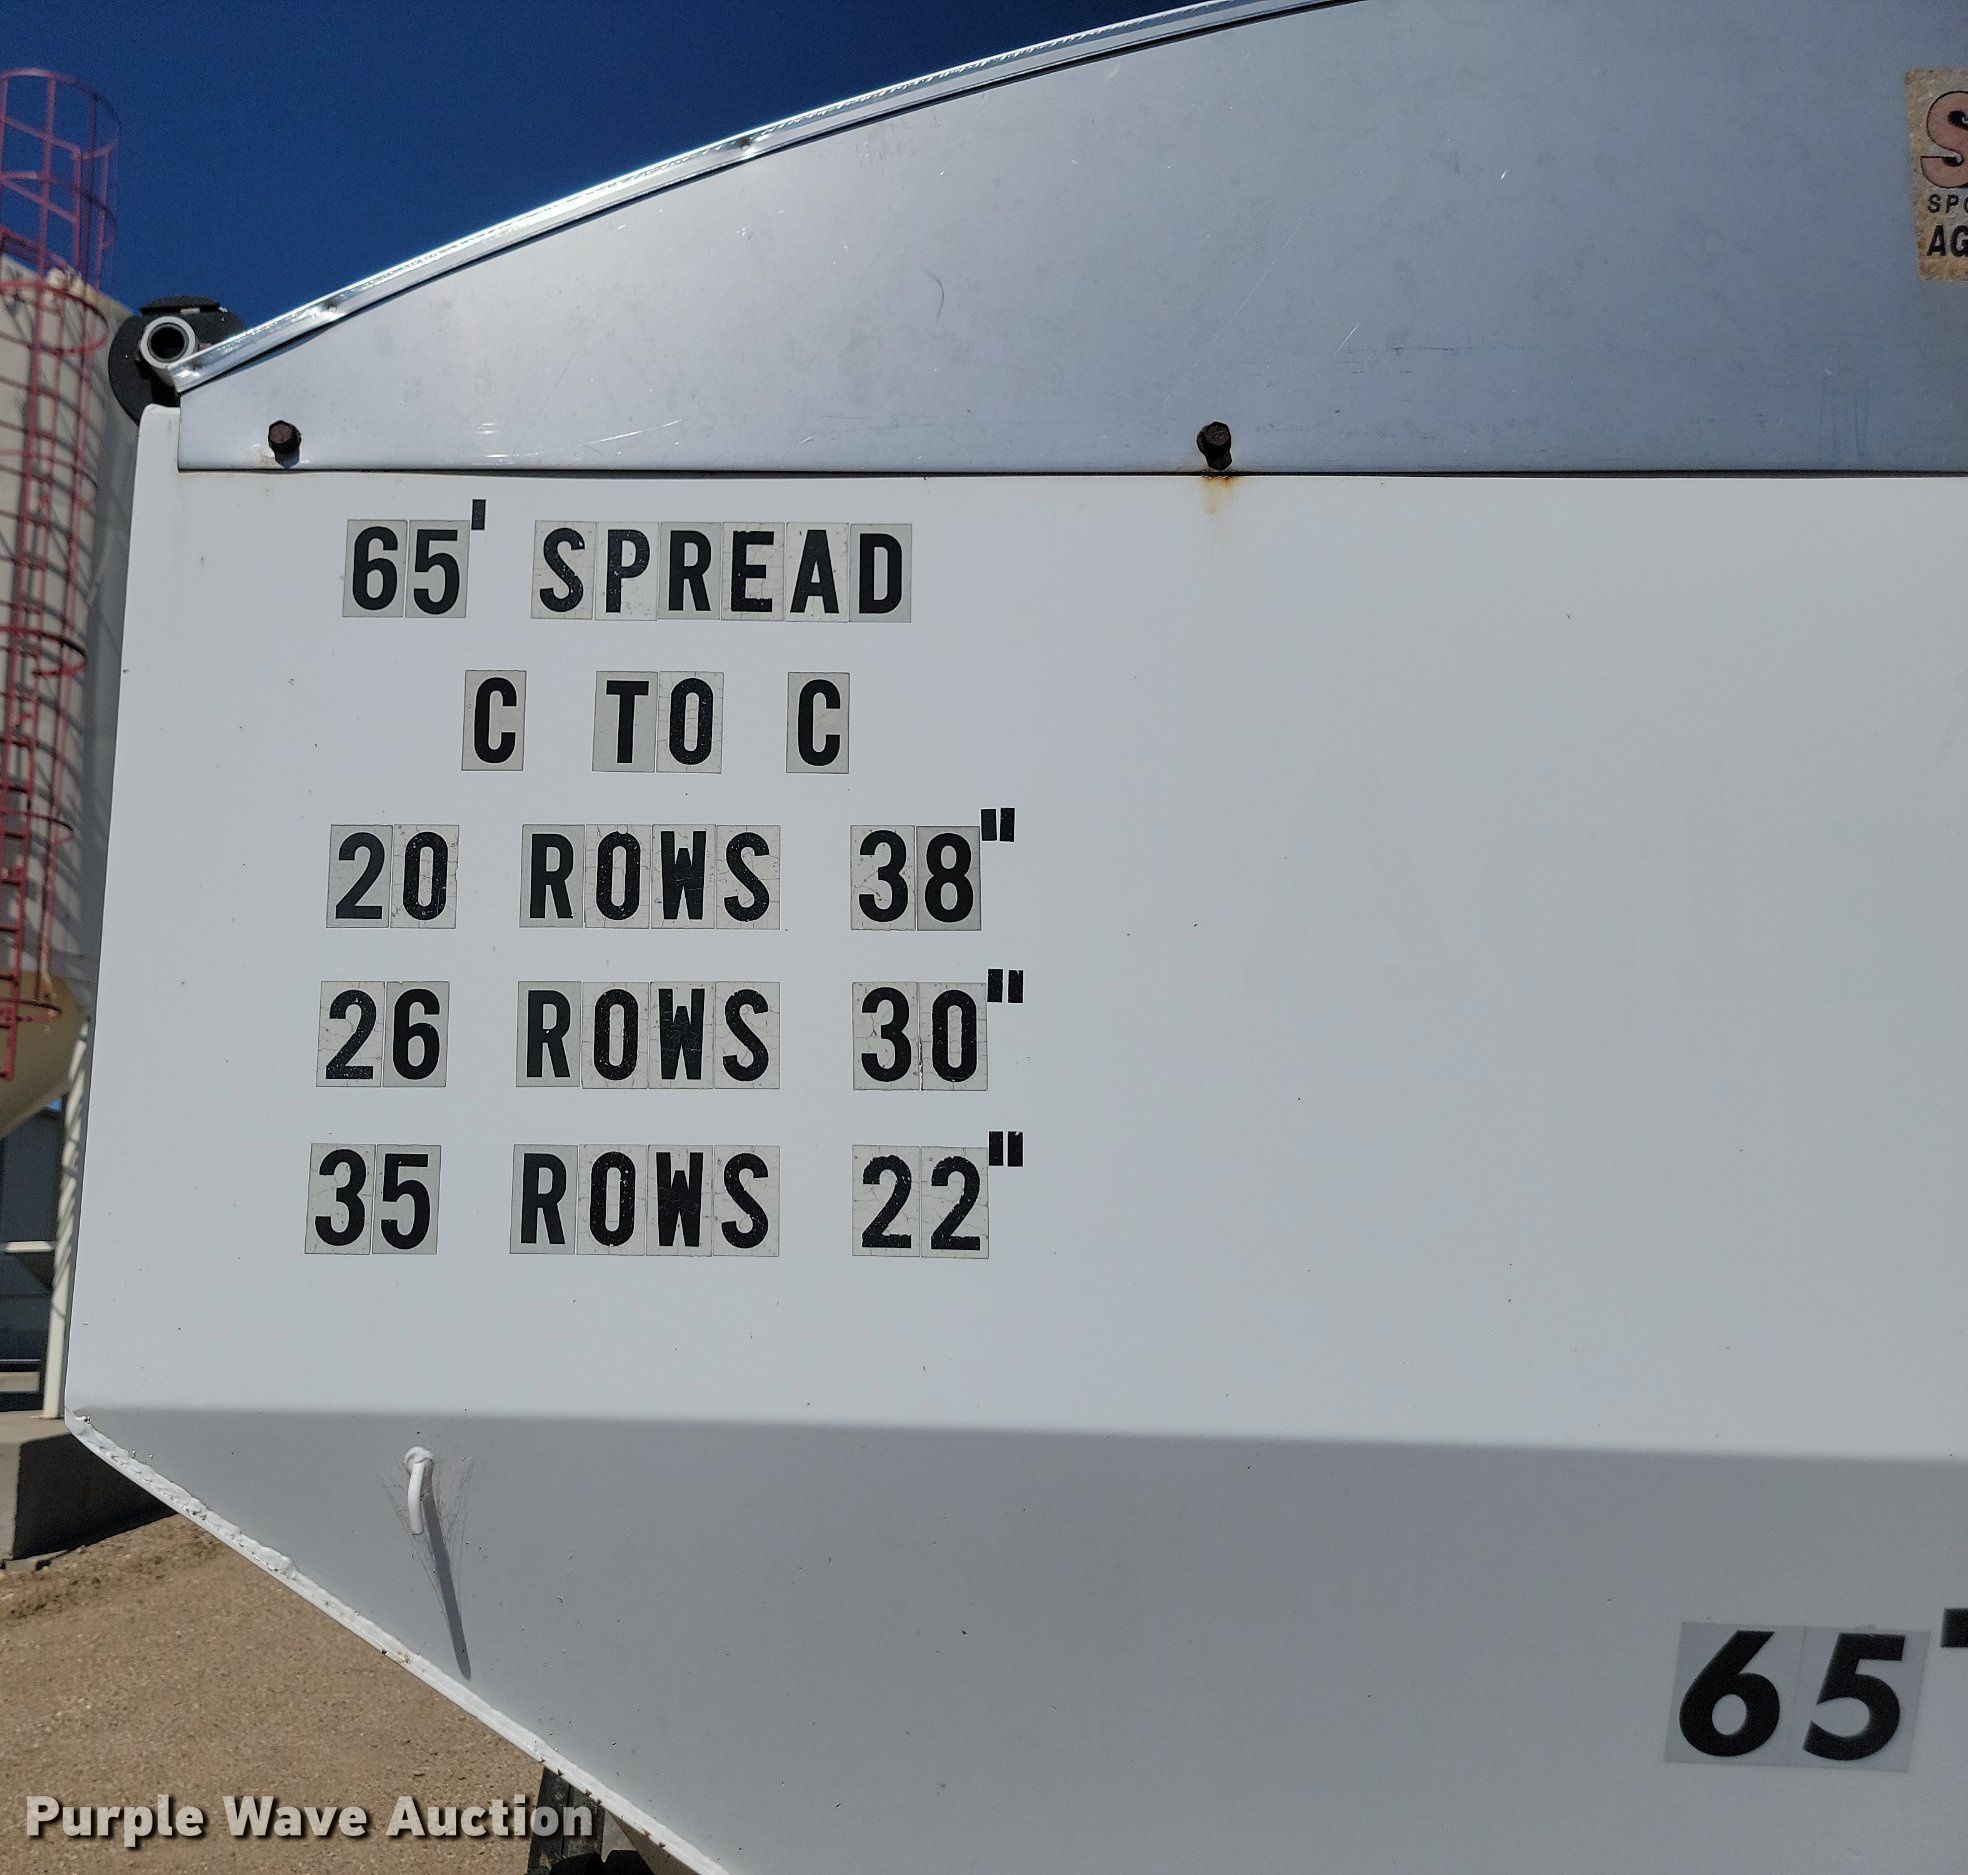 65' SPREAD
C TO C
20 ROWS 38"
26 ROWS 30"
35 ROWS 22"
65'
Purple Wave Auction